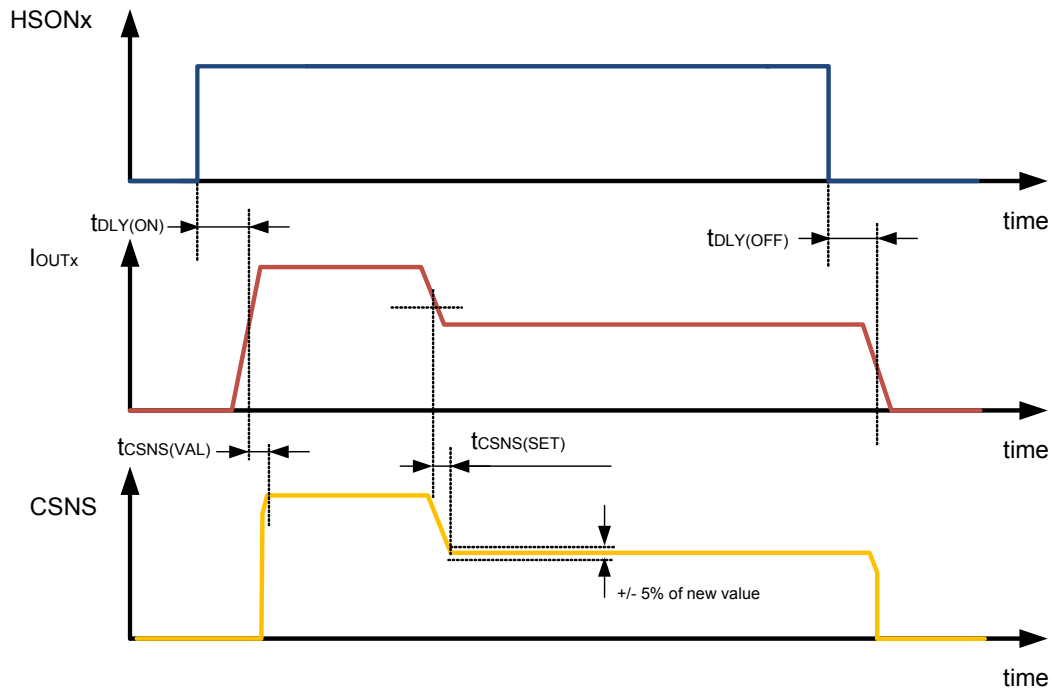 HSONx
time
tDLY(ON)
tDLY(OFF)
IOUTx
time
tCSNS(VAL)
tCSNS(SET)
CSNS
+/- 5% of new value
time